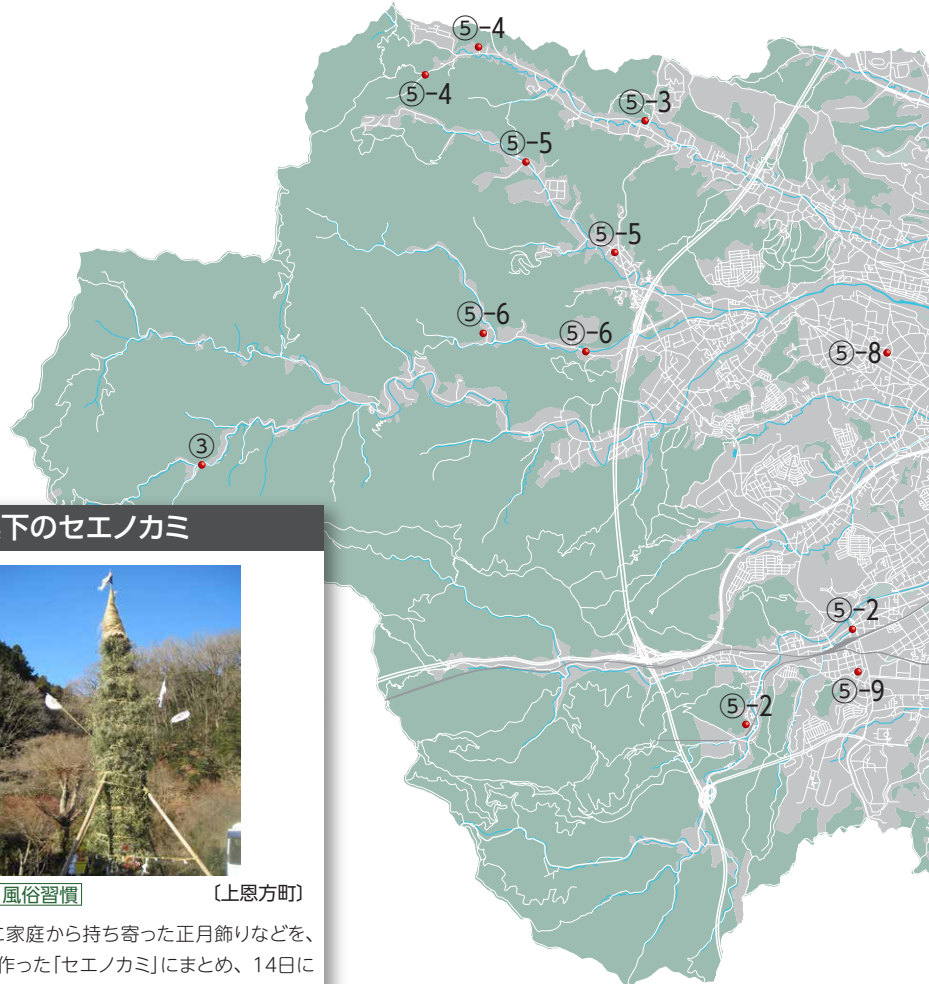 ⑤-4
⑤-4
⑤-3
⑤-5
⑤-5
⑤-6
⑤-6
⑤-8
③
⑤-2
⑤-9
⑤-2
下のセエノカミ
風俗習慣
〔上恩方町〕
家庭から持ち寄った正月飾りなどを、
作った「セエノカミ」にまとめ、14日に